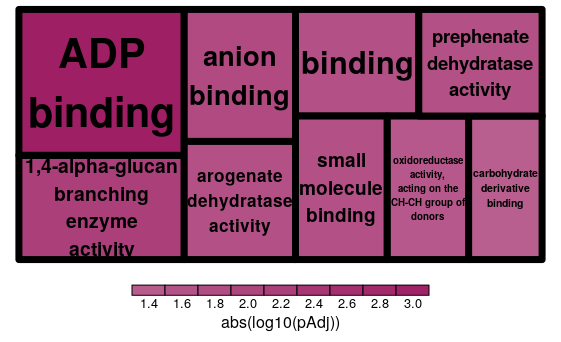 ADP
binding
anion
binding
binding
prephenate
dehydratase
activity
1,4-alpha-glucan
branching
enzyme
activity
arogenate
dehydratase
activity
small
molecule
binding
oxidoreductase
activity,
acting on the
CH-CH group of
donors
carbohydrate
derivative
binding
1.4 1.6 1.8 2.0 2.2 2.4 2.6 2.8 3.0
abs(log10(pAdj))